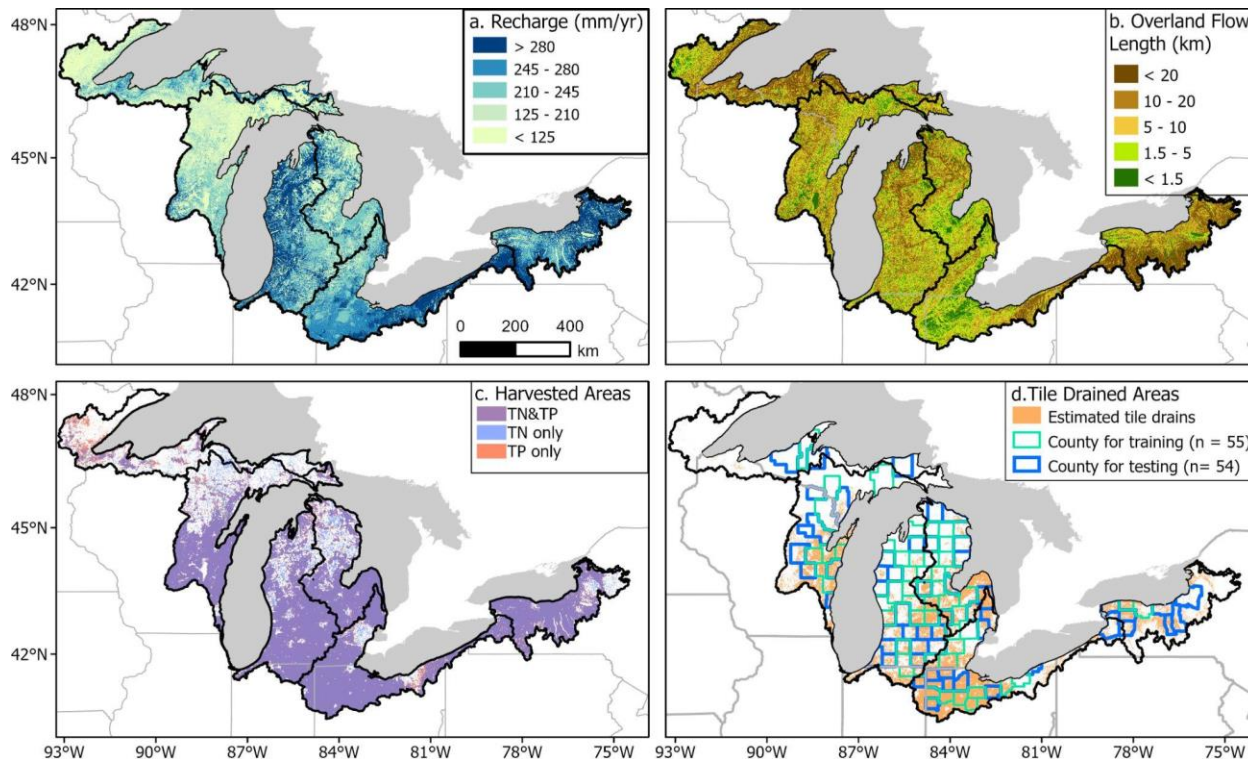 48°N
45°N
42°N
a. Recharge (mm/yr)
> 280
245 - 280
210 - 245
125 - 210
< 125
0 200 400
km
b. Overland Flow
Length (km)
< 20
10 - 20
5 - 10
1.5 - 5
< 1.5
48°N
45°N
42°N
c. Harvested Areas
TN&TP
TN only
TP only
d.Tile Drained Areas
Estimated tile drains
County for training (n = 55)
County for testing (n= 54)
93°W 90°W 87°W 84°W 81°W 78°W 75°W
93°W 90°W 87°W 84°W 81°W 78°W 75°W